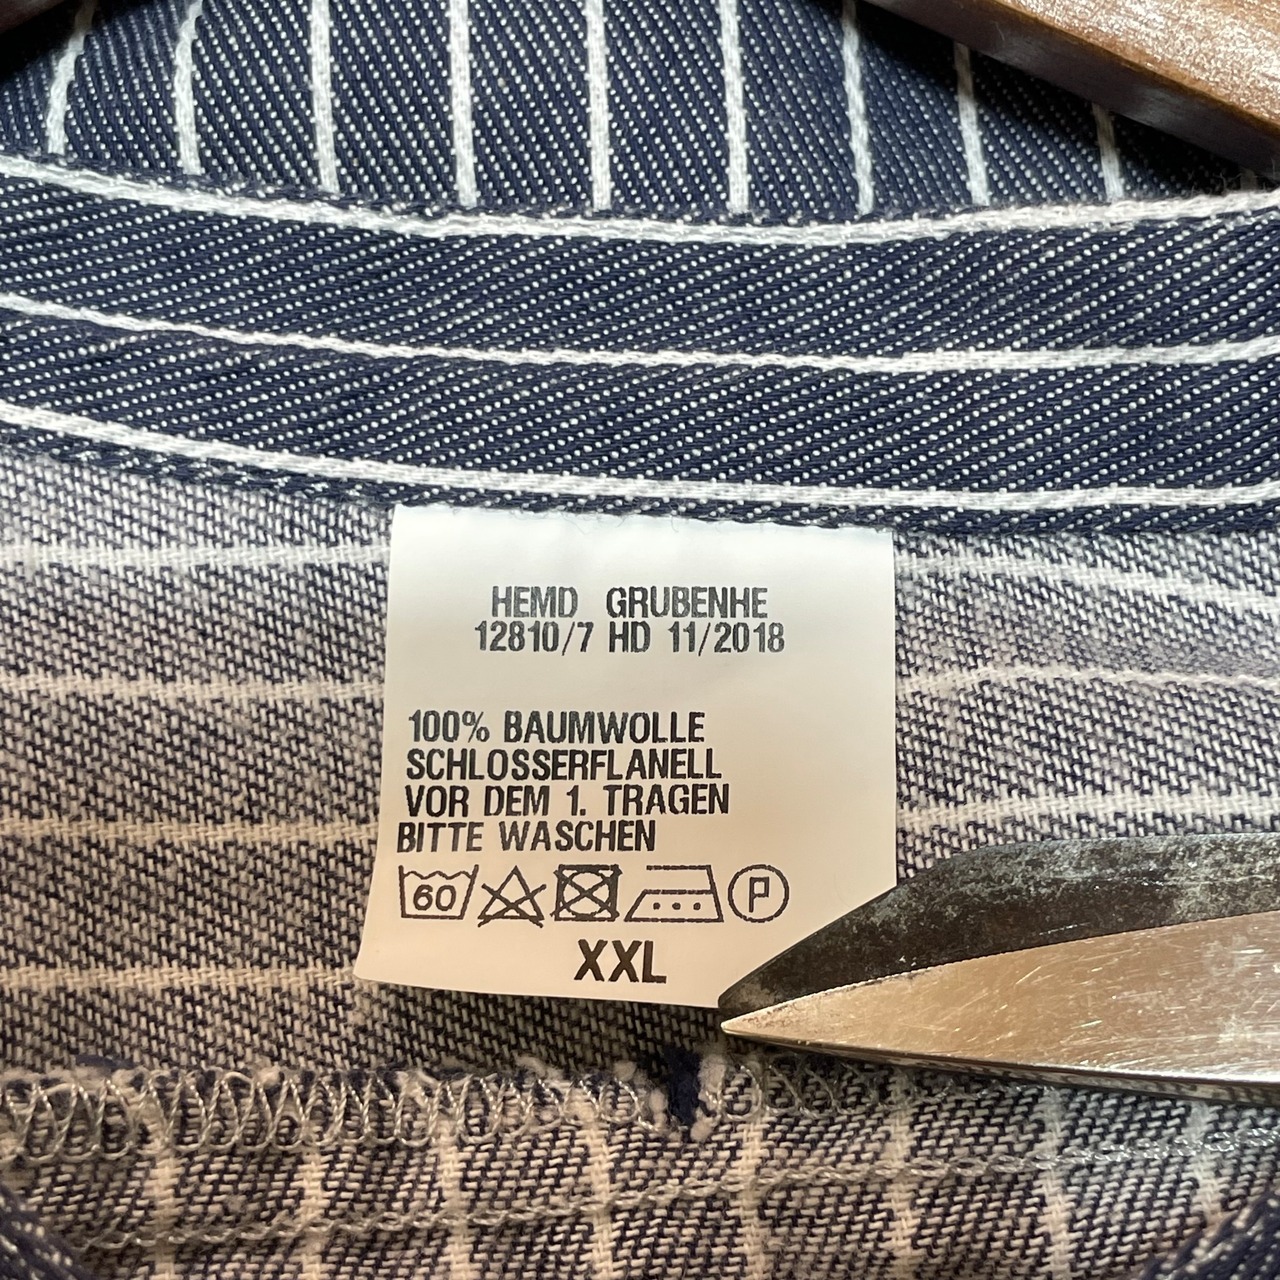 HEMD GRUBENHE
12810/7 HD 11/2018
100% BAUMWOLLE
SCHLOSSERFLANELL
VOR DEM 1. TRAGEN
BITTE WASCHEN
60 P
XXL